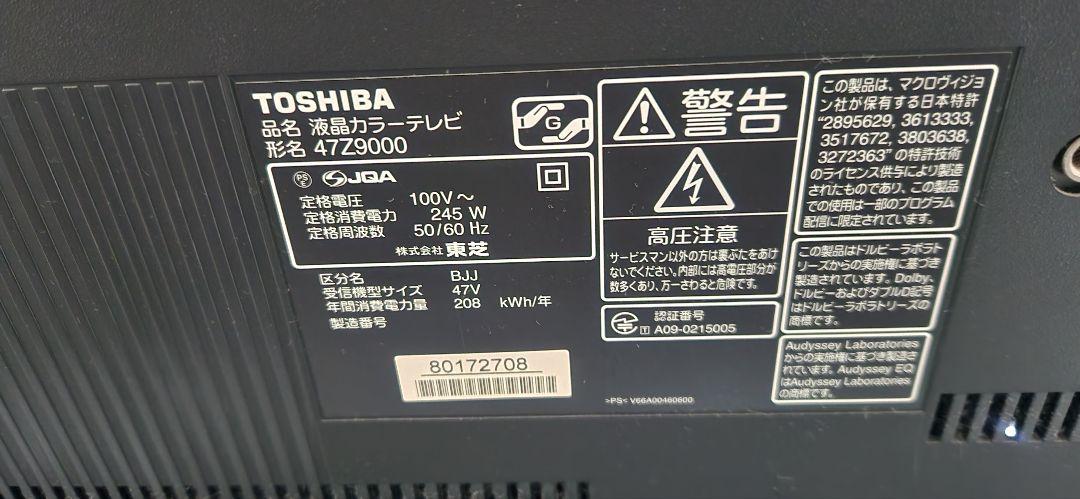 TOSHIBA
品名 液晶カラーテレビ
形名 47Z9000
G
PS
E
JQA
定格電圧 100V～
定格消費電力 245 W
定格周波数 50/60 Hz
株式会社 東芝
区分名 BJJ
受信機型サイズ 47V
年間消費電力量 208 kWh/年
製造番号
80172708
警告
高圧注意
サービスマン以外の方は裏ぶたをあけ
ないでください。内部には高電圧部分が
数多くあり、万一さわると危険です。
認証番号
T A09-0215005
>PS< V66A00460600
この製品は、マクロヴィジョ
ン社が保有する日本特許
"2895629, 3613333,
3517672, 3803638,
3272363" の特許技術
のライセンス供与により製造
されたものであり、この製品
での使用は一部のプログラム
配信に限定されています。
この製品はドルビーラボラト
リーズからの実施権に基づき
製造されています。Dolby、
ドルビーおよびダブルD記号
はドルビーラボラトリーズの
商標です。
Audyssey Laboratories
からの実施権に基づき製造さ
れています。Audyssey EQ
はAudyssey Laboratories
の商標です。